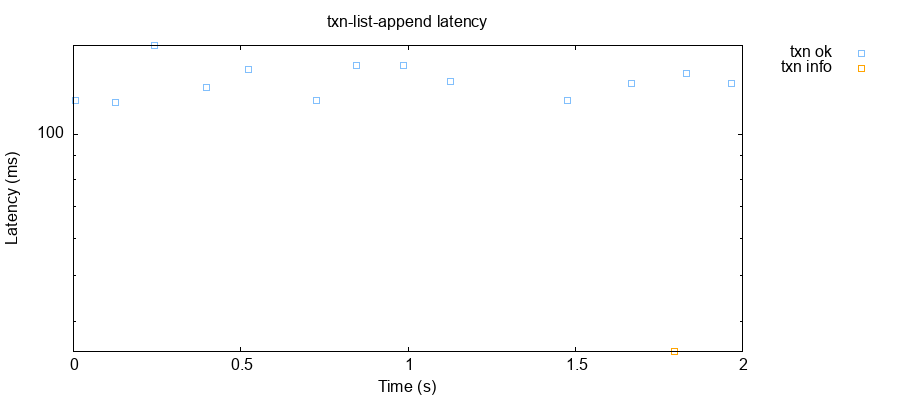 txn-list-append latency
txn ok
txn info
100
Latency (ms)
0 0.5 1 1.5 2
Time (s)